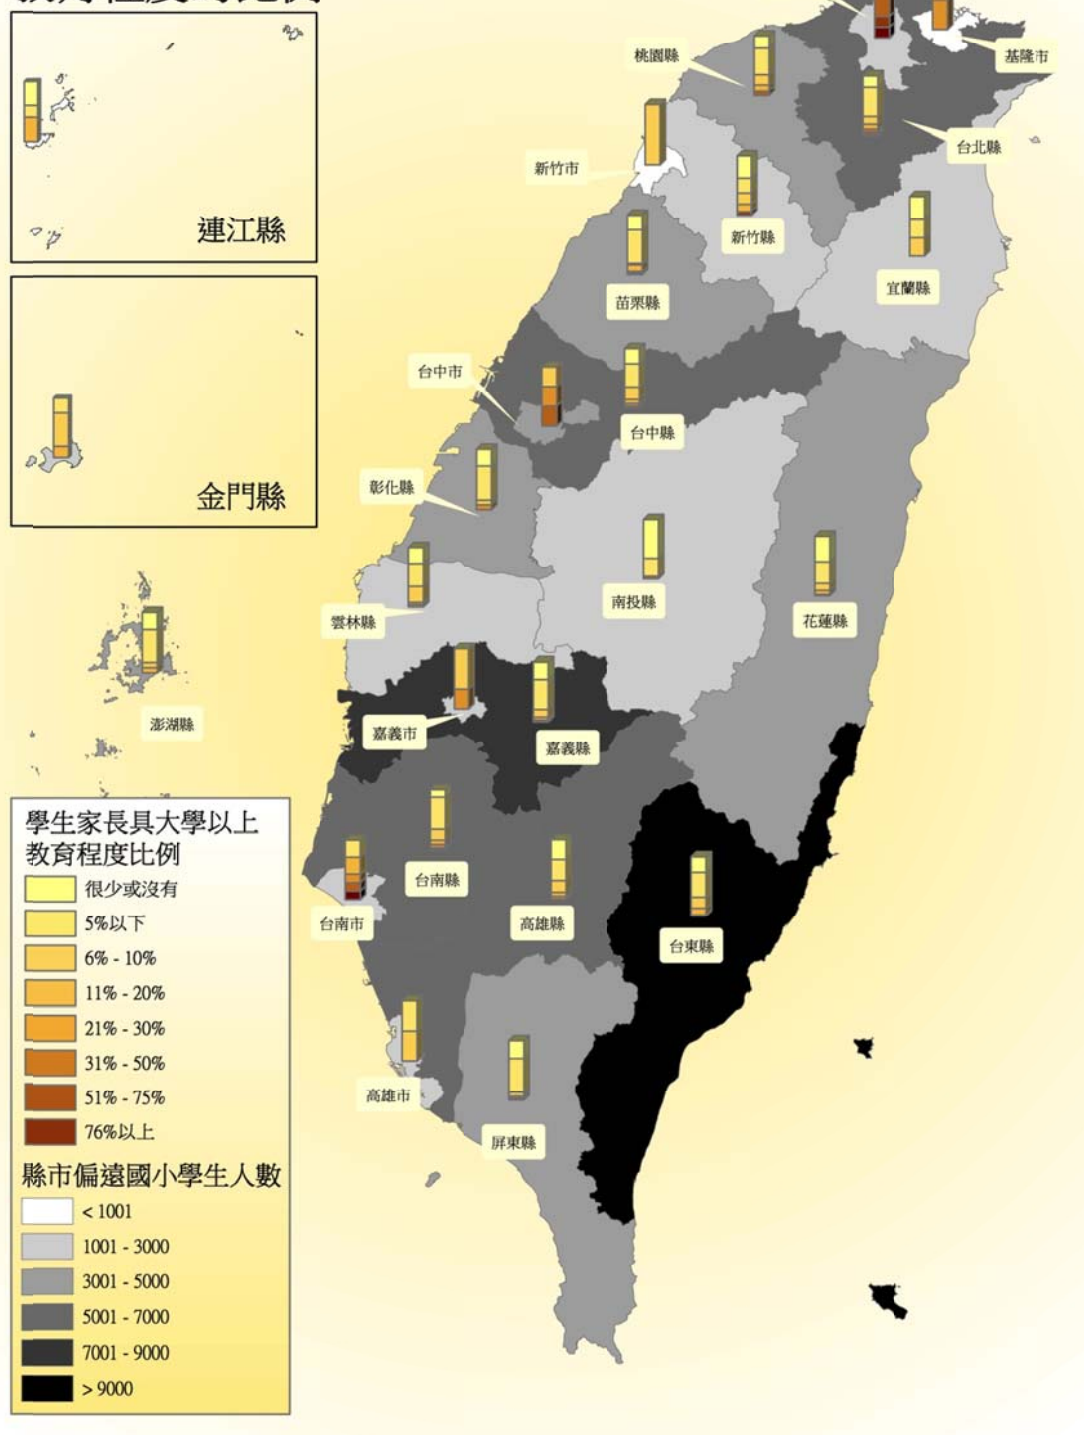 連江縣
金門縣
基隆市
桃園縣
台北縣
新竹市
新竹縣
宜蘭縣
苗栗縣
台中市
台中縣
彰化縣
南投縣
花蓮縣
雲林縣
澎湖縣
嘉義市
嘉義縣
台南縣
台南市
高雄縣
台東縣
高雄市
屏東縣
學生家長具大學以上
教育程度比例
很少或沒有
5%以下
6% - 10%
11% - 20%
21% - 30%
31% - 50%
51% - 75%
76%以上
縣市偏遠國小學生人數
< 1001
1001 - 3000
3001 - 5000
5001 - 7000
7001 - 9000
> 9000